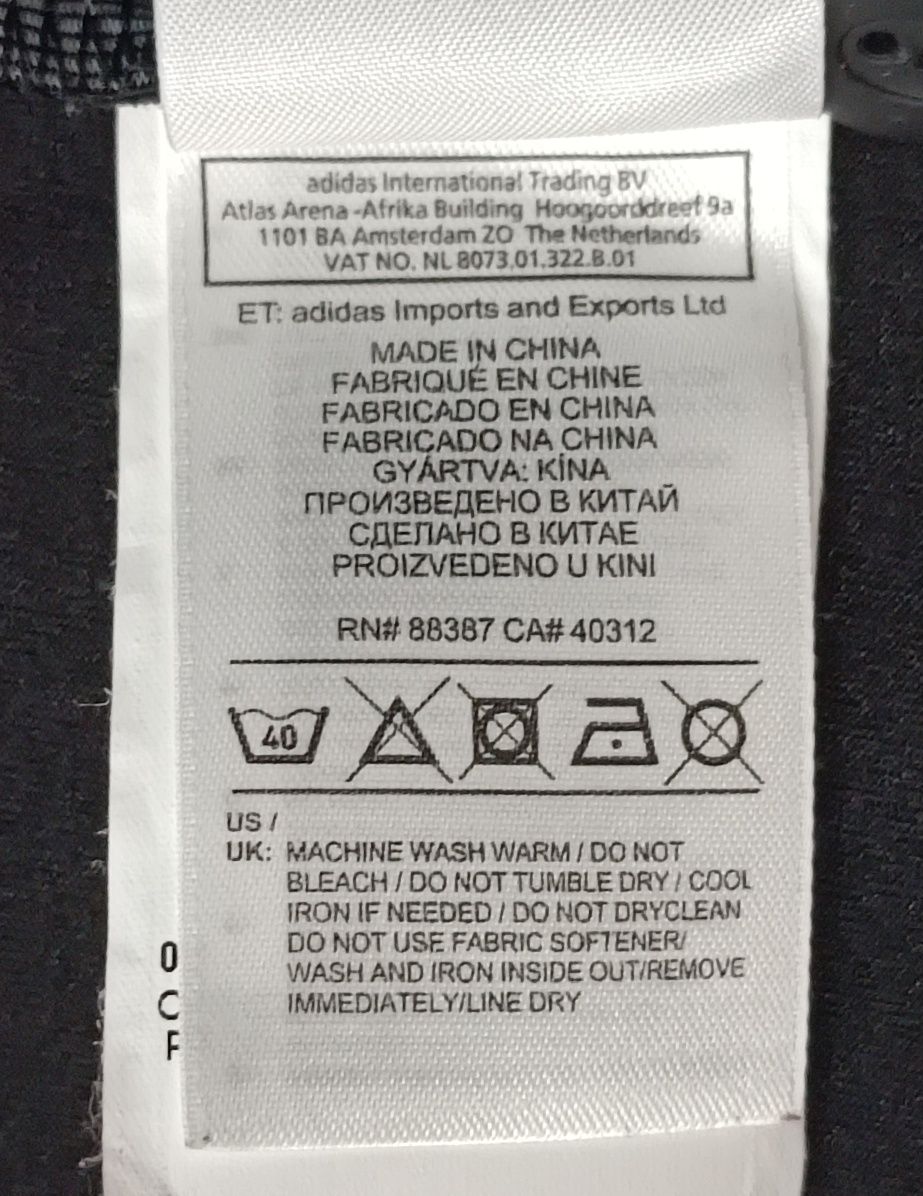 adidas International Trading BV
Atlas Arena-Afrika Building Hoogoorddreef 9a
1101 BA Amsterdam ZO The Netherlands
VAT NO. NL 8073.01.322.B.01
ET: adidas Imports and Exports Ltd
MADE IN CHINA
FABRIQUÉ EN CHINE
FABRICADO EN CHINA
FABRICADO NA CHINA
GYÁRTVA: KÍNA
ПРОИЗВЕДЕНО В КИТАЙ
СДЕЛАНО В КИТАЕ
PROIZVEDENO U KINI
RN# 88387 CA# 40312
40
US /
UK: MACHINE WASH WARM / DO NOT
BLEACH / DO NOT TUMBLE DRY / COOL
IRON IF NEEDED / DO NOT DRYCLEAN
DO NOT USE FABRIC SOFTENER/
WASH AND IRON INSIDE OUT/REMOVE
IMMEDIATELY/LINE DRY